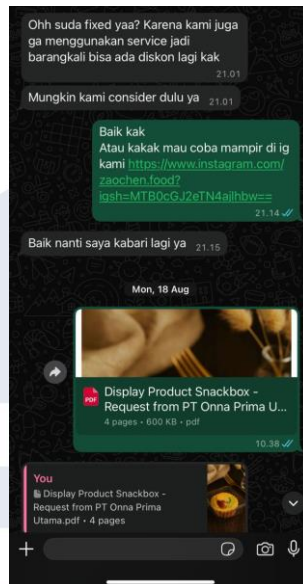 Ohh suda fixed yaa? Karena kami juga
ga menggunakan service jadi
barangkali bisa ada diskon lagi kak
21.01
Mungkin kami consider dulu ya 21.01
Baik kak
Atau kakak mau coba mampir di ig
kami https://www.instagram.com/
zaochen.food?
igsh=MTB0cGJ2eTN4ajlhbw==
21.14
Baik nanti saya kabari lagi ya 21.15
Mon, 18 Aug
PDF
Display Product Snackbox -
Request from PT Onna Prima U...
4 pages • 600 KB • pdf
10.38
You
Display Product Snackbox -
Request from PT Onna Prima
Utama.pdf • 4 pages